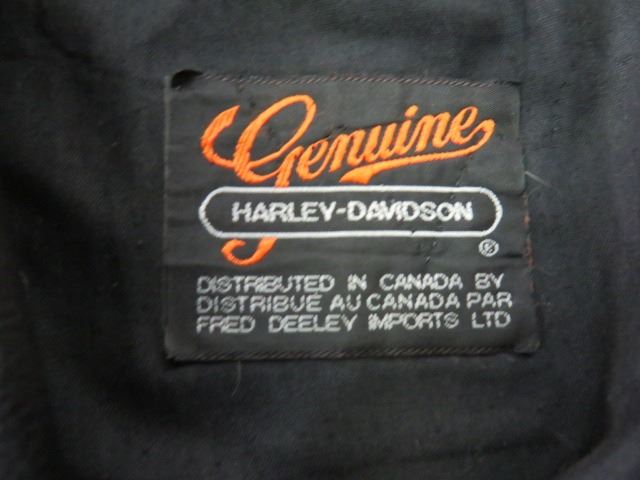 Genuine
HARLEY-DAVIDSON
®
DISTRIBUTED IN CANADA BY
DISTRIBUÉ AU CANADA PAR
FRED DEELEY IMPORTS LTD